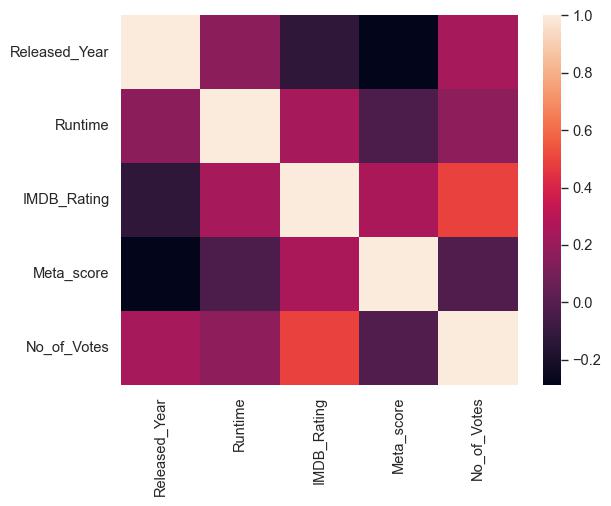 Released_Year
Runtime
IMDB_Rating
Meta_score
No_of_Votes
Released_Year
Runtime
IMDB_Rating
Meta_score
No_of_Votes
1.0
0.8
0.6
0.4
0.2
0.0
−0.2